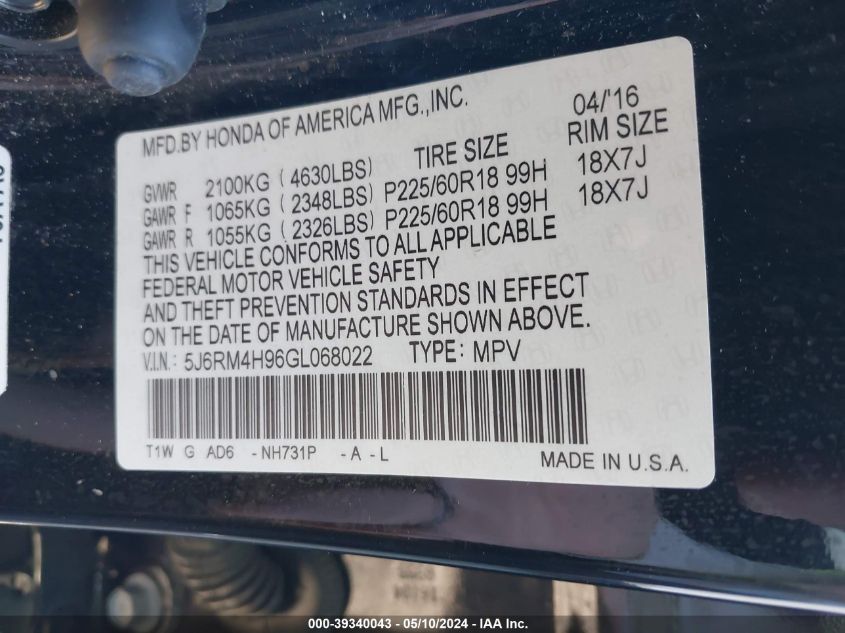 MFD.BY HONDA OF AMERICA MFG.,INC. 04/'16
TIRE SIZE RIM SIZE
GVWR 2100KG ( 4630LBS)
GAWR F 1065KG ( 2348LBS) P225/60R18 99H 18X7J
GAWR R 1055KG ( 2326LBS) P225/60R18 99H 18X7J
THIS VEHICLE CONFORMS TO ALL APPLICABLE
FEDERAL MOTOR VEHICLE SAFETY
AND THEFT PREVENTION STANDARDS IN EFFECT
ON THE DATE OF MANUFACTURE SHOWN ABOVE.
V.I.N.: 5J6RM4H96GL068022 TYPE: MPV
T1W G AD6 -NH731P -A -L
MADE IN U.S.A.
000-39340043 - 05/10/2024 - IAA Inc.